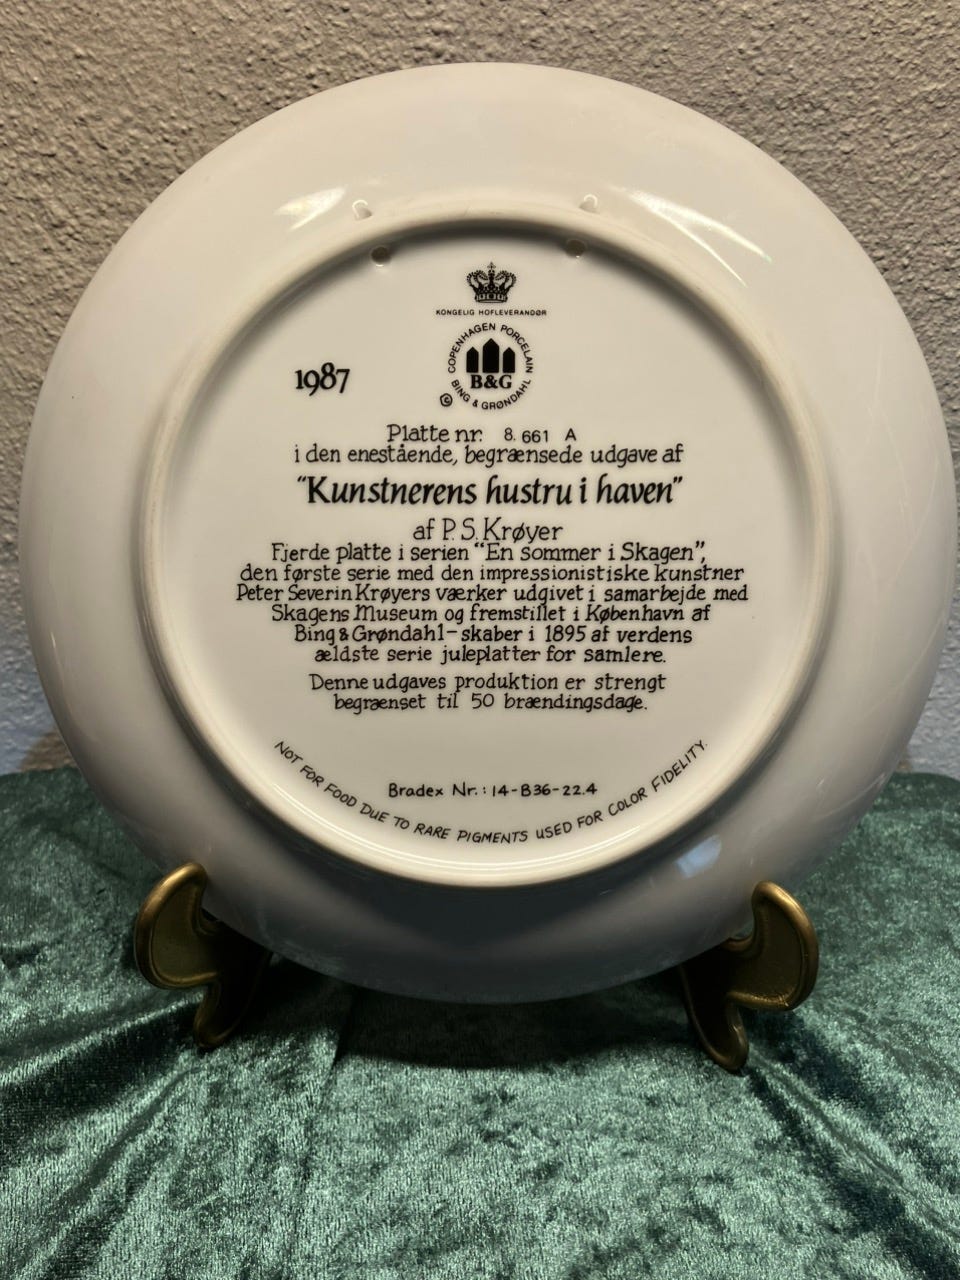 KONGELIG HOFLEVERANDØR
COPENHAGEN PORCELAIN
B&G
© BING & GRØNDAHL
1987
Platte nr. 8.661 A
i den enestående, begrænsede udgave af
"Kunstnerens hustru i haven"
af P. S. Krøyer
Fjerde platte i serien "En sommer i Skagen",
den første serie med den impressionistiske kunstner
Peter Severin Krøyers værker udgivet i samarbejde med
Skagens Museum og fremstillet i København af
Bing & Grøndahl - skaber i 1895 af verdens
ældste serie juleplatter for samlere.
Denne udgaves produktion er strengt
begrænset til 50 brændingsdage.
Bradex Nr.: 14-B36-22.4
NOT FOR FOOD DUE TO RARE PIGMENTS USED FOR COLOR FIDELITY.